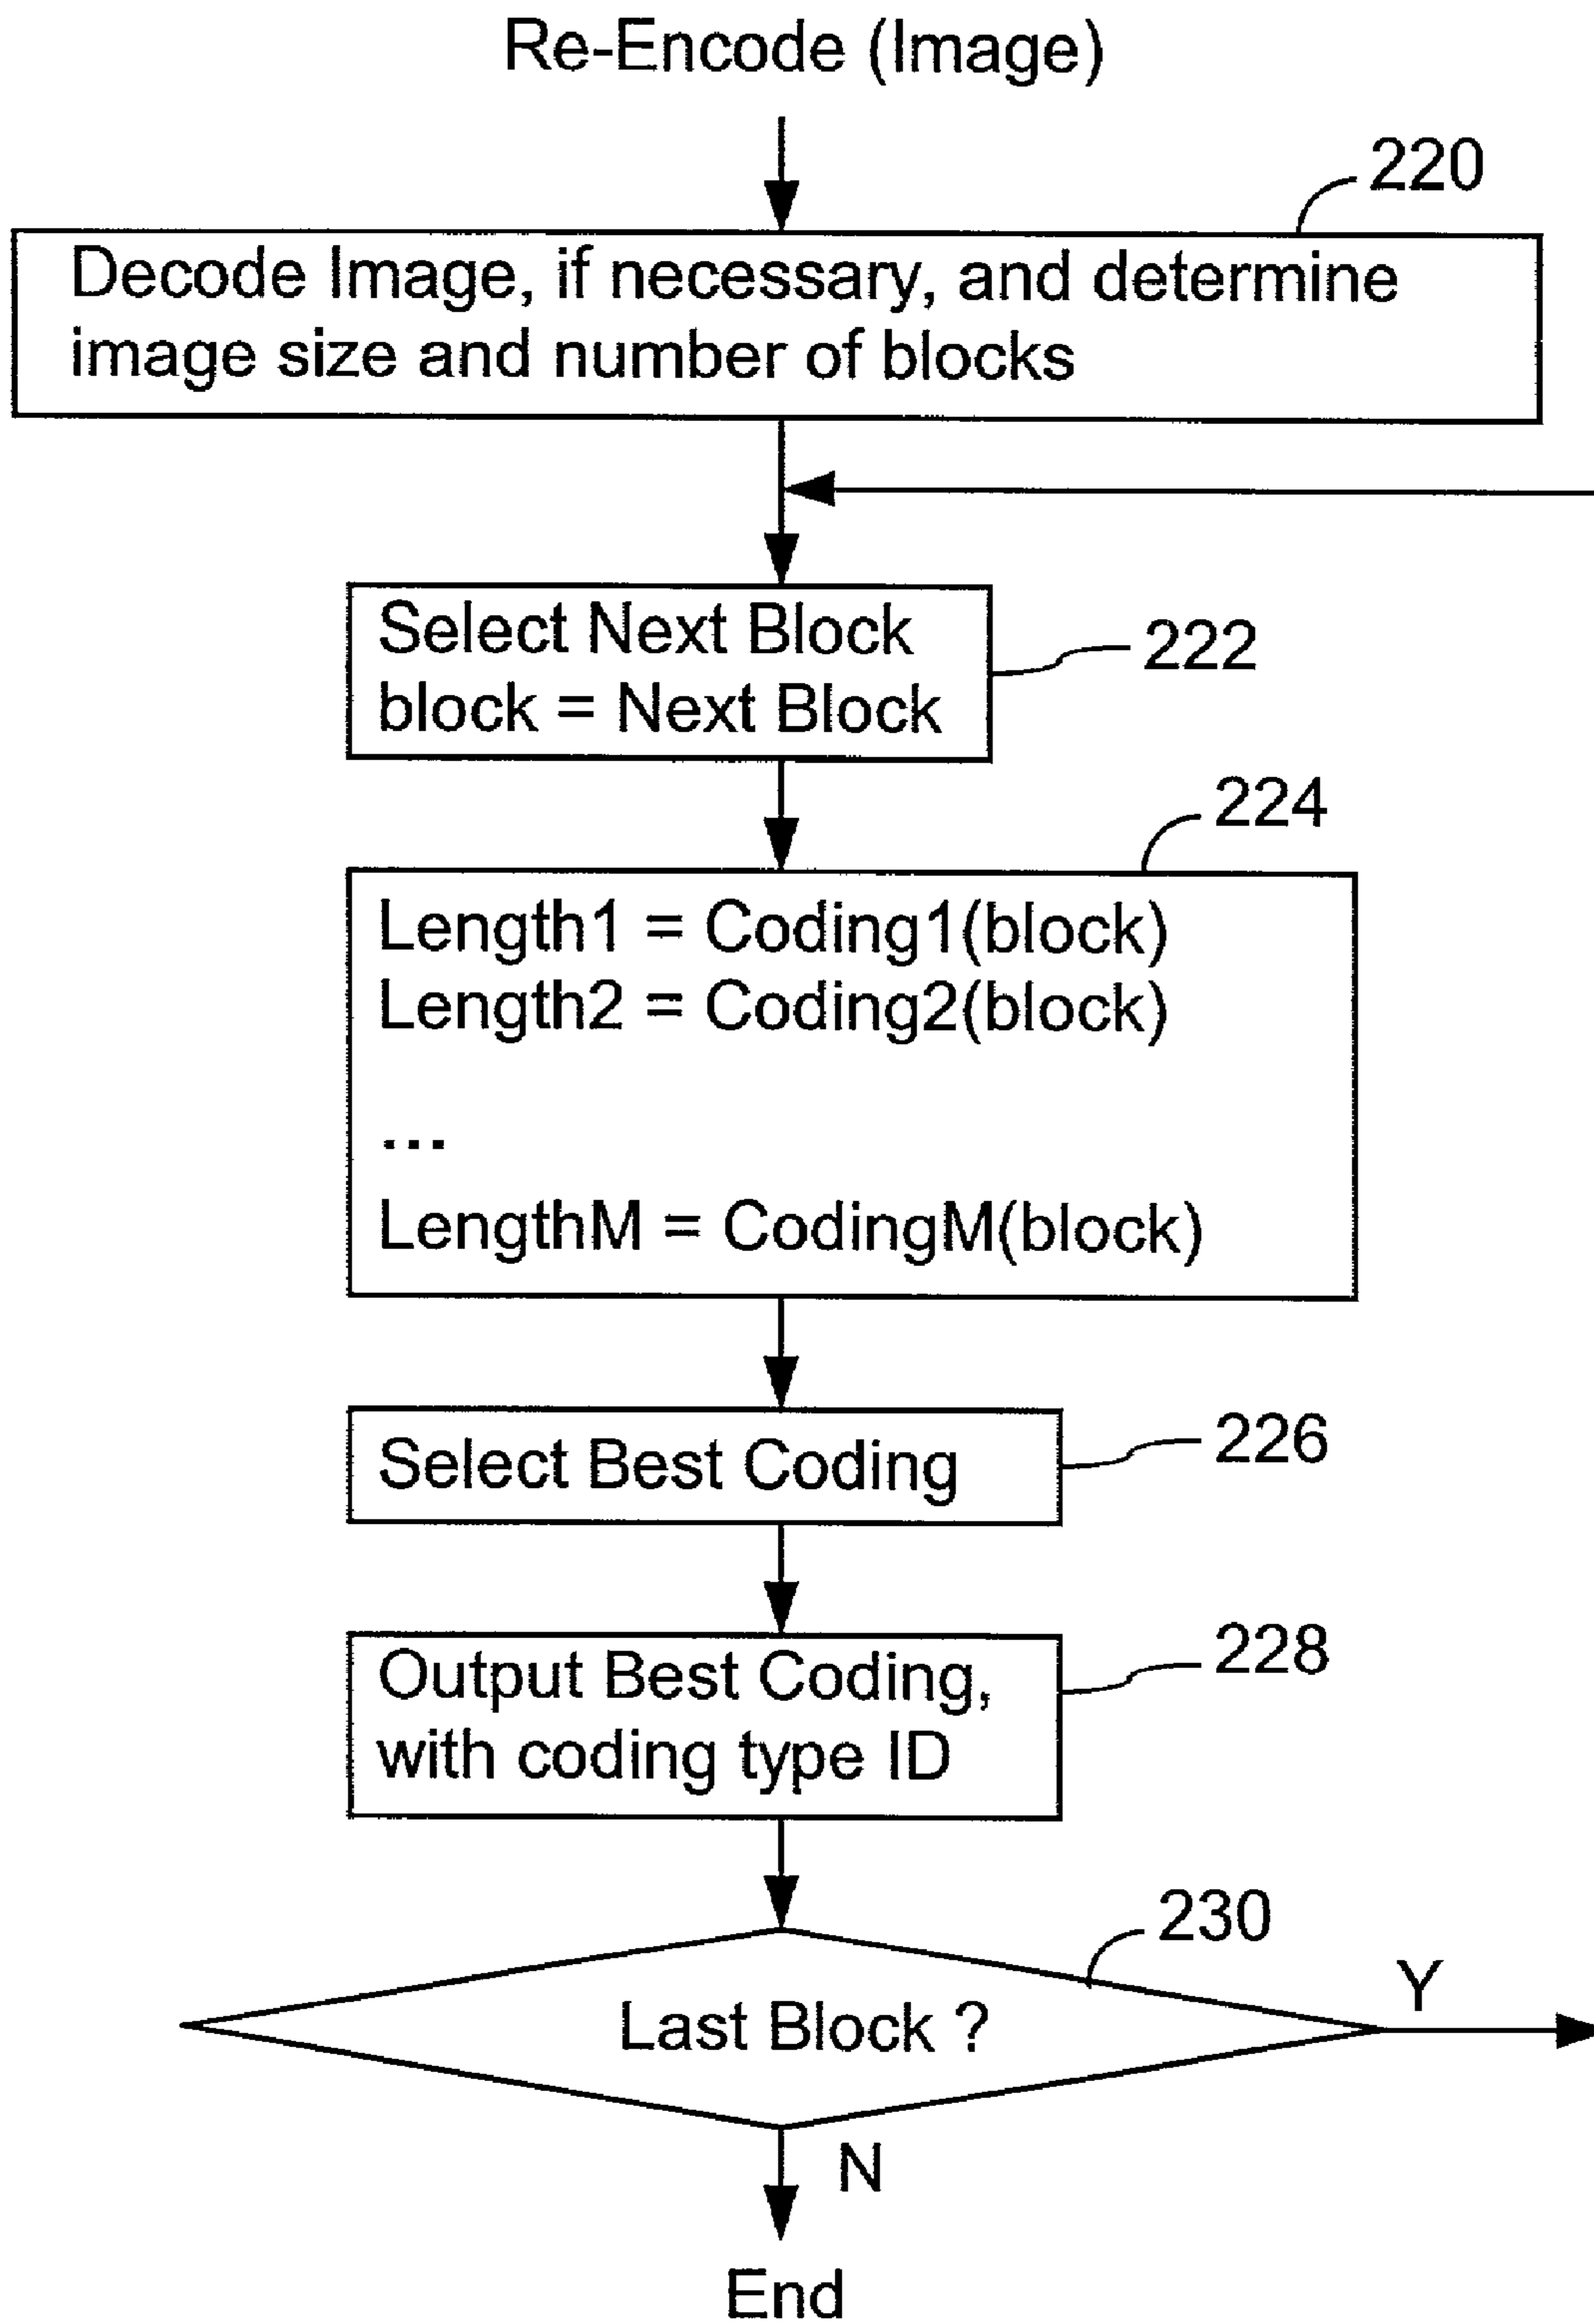 Re-Encode (Image)
220
Decode Image, if necessary, and determine
image size and number of blocks
Select Next Block
block = Next Block
222
224
Length1 = Coding1(block)
Length2 = Coding2(block)
...
LengthM = CodingM(block)
Select Best Coding
226
Output Best Coding,
with coding type ID
228
230
Last Block ?
Y
N
End